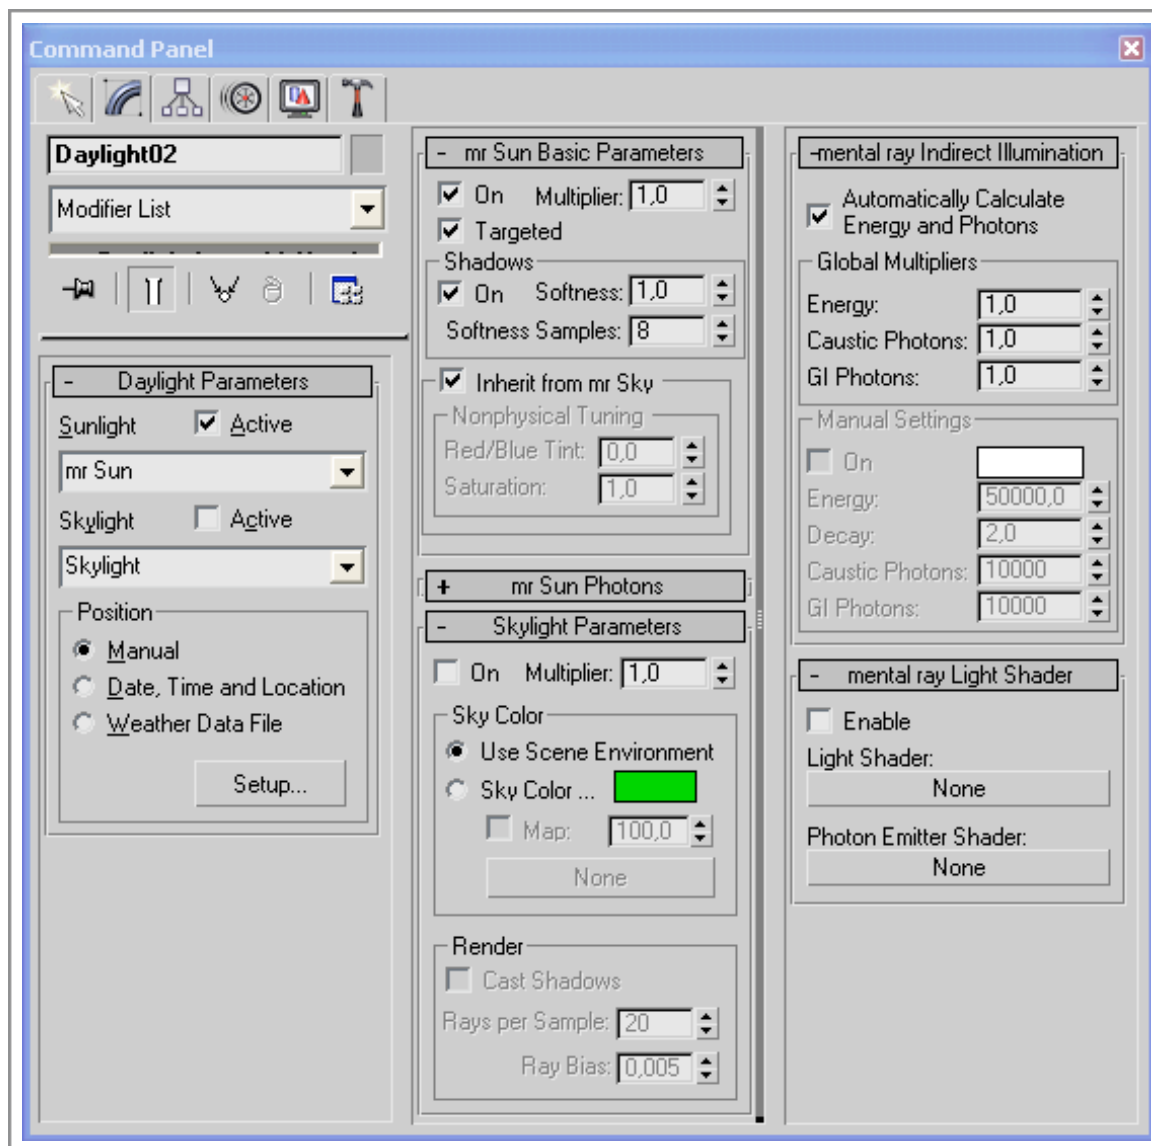 Command Panel
Daylight02
Modifier List
- Daylight Parameters
Sunlight Active
mr Sun
Skylight Active
Skylight
Position
Manual
Date, Time and Location
Weather Data File
Setup...
- mr Sun Basic Parameters
On Multiplier: 1,0
Targeted
Shadows
On Softness: 1,0
Softness Samples: 8
Inherit from mr Sky
Nonphysical Tuning
Red/Blue Tint: 0,0
Saturation: 1,0
+ mr Sun Photons
- Skylight Parameters
On Multiplier: 1,0
Sky Color
Use Scene Environment
Sky Color ...
Map: 100,0
None
Render
Cast Shadows
Rays per Sample: 20
Ray Bias: 0,005
-mental ray Indirect Illumination
Automatically Calculate
Energy and Photons
Global Multipliers
Energy: 1,0
Caustic Photons: 1,0
GI Photons: 1,0
Manual Settings
On
Energy: 50000,0
Decay: 2,0
Caustic Photons: 10000
GI Photons: 10000
- mental ray Light Shader
Enable
Light Shader:
None
Photon Emitter Shader:
None